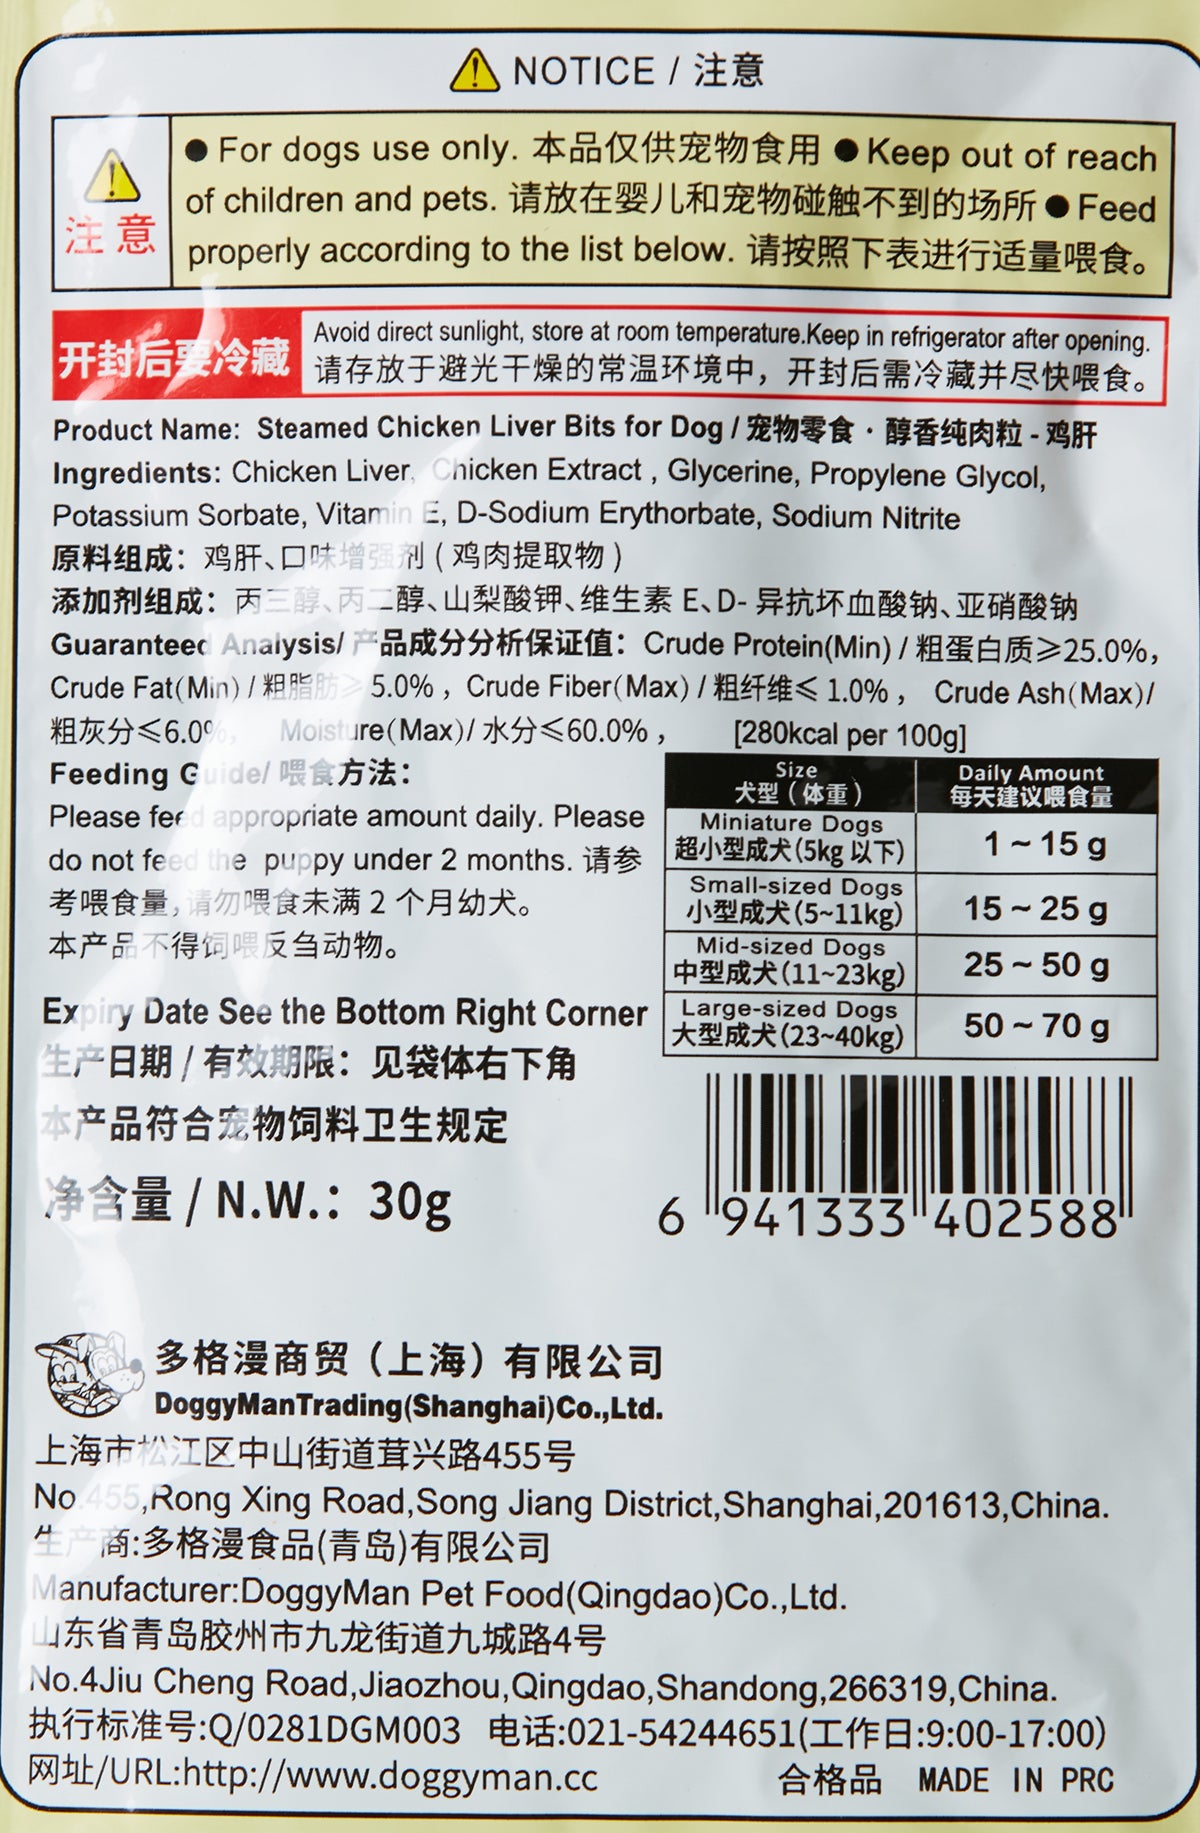 NOTICE / 注意
注意
● For dogs use only. 本品仅供宠物食用 ● Keep out of reach
of children and pets. 请放在婴儿和宠物碰触不到的场所 ● Feed
properly according to the list below. 请按照下表进行适量喂食。
开封后要冷藏
Avoid direct sunlight, store at room temperature.Keep in refrigerator after opening.
请存放于避光干燥的常温环境中，开封后需冷藏并尽快喂食。
Product Name: Steamed Chicken Liver Bits for Dog / 宠物零食 · 醇香纯肉粒 - 鸡肝
Ingredients: Chicken Liver, Chicken Extract , Glycerine, Propylene Glycol,
Potassium Sorbate, Vitamin E, D-Sodium Erythorbate, Sodium Nitrite
原料组成：鸡肝、口味增强剂 ( 鸡肉提取物 )
添加剂组成：丙三醇、丙二醇、山梨酸钾、维生素 E、D- 异抗坏血酸钠、亚硝酸钠
Guaranteed Analysis/ 产品成分分析保证值：Crude Protein(Min) / 粗蛋白质≥25.0%,
Crude Fat(Min) / 粗脂肪≥ 5.0% , Crude Fiber(Max) / 粗纤维≤ 1.0% , Crude Ash(Max)/
粗灰分≤6.0%, Moisture(Max)/ 水分≤60.0% , [280kcal per 100g]
Feeding Guide/ 喂食方法：
Please feed appropriate amount daily. Please
do not feed the puppy under 2 months. 请参
考喂食量，请勿喂食未满 2 个月幼犬。
本产品不得饲喂反刍动物。
Size Daily Amount
犬型（体重） 每天建议喂食量
Miniature Dogs
超小型成犬(5kg 以下) 1 ~ 15 g
Small-sized Dogs
小型成犬(5~11kg) 15 ~ 25 g
Mid-sized Dogs
中型成犬(11~23kg) 25 ~ 50 g
Large-sized Dogs
大型成犬(23~40kg) 50 ~ 70 g
Expiry Date See the Bottom Right Corner
生产日期 / 有效期限：见袋体右下角
本产品符合宠物饲料卫生规定
净含量 / N.W.: 30g
6 941333 402588
多格漫商贸（上海）有限公司
DoggyManTrading(Shanghai)Co.,Ltd.
上海市松江区中山街道茸兴路455号
No.455,Rong Xing Road,Song Jiang District,Shanghai,201613,China.
生产商:多格漫食品(青岛)有限公司
Manufacturer:DoggyMan Pet Food(Qingdao)Co.,Ltd.
山东省青岛胶州市九龙街道九城路4号
No.4Jiu Cheng Road,Jiaozhou,Qingdao,Shandong,266319,China.
执行标准号:Q/0281DGM003 电话:021-54244651(工作日:9:00-17:00)
网址/URL:http://www.doggyman.cc 合格品 MADE IN PRC